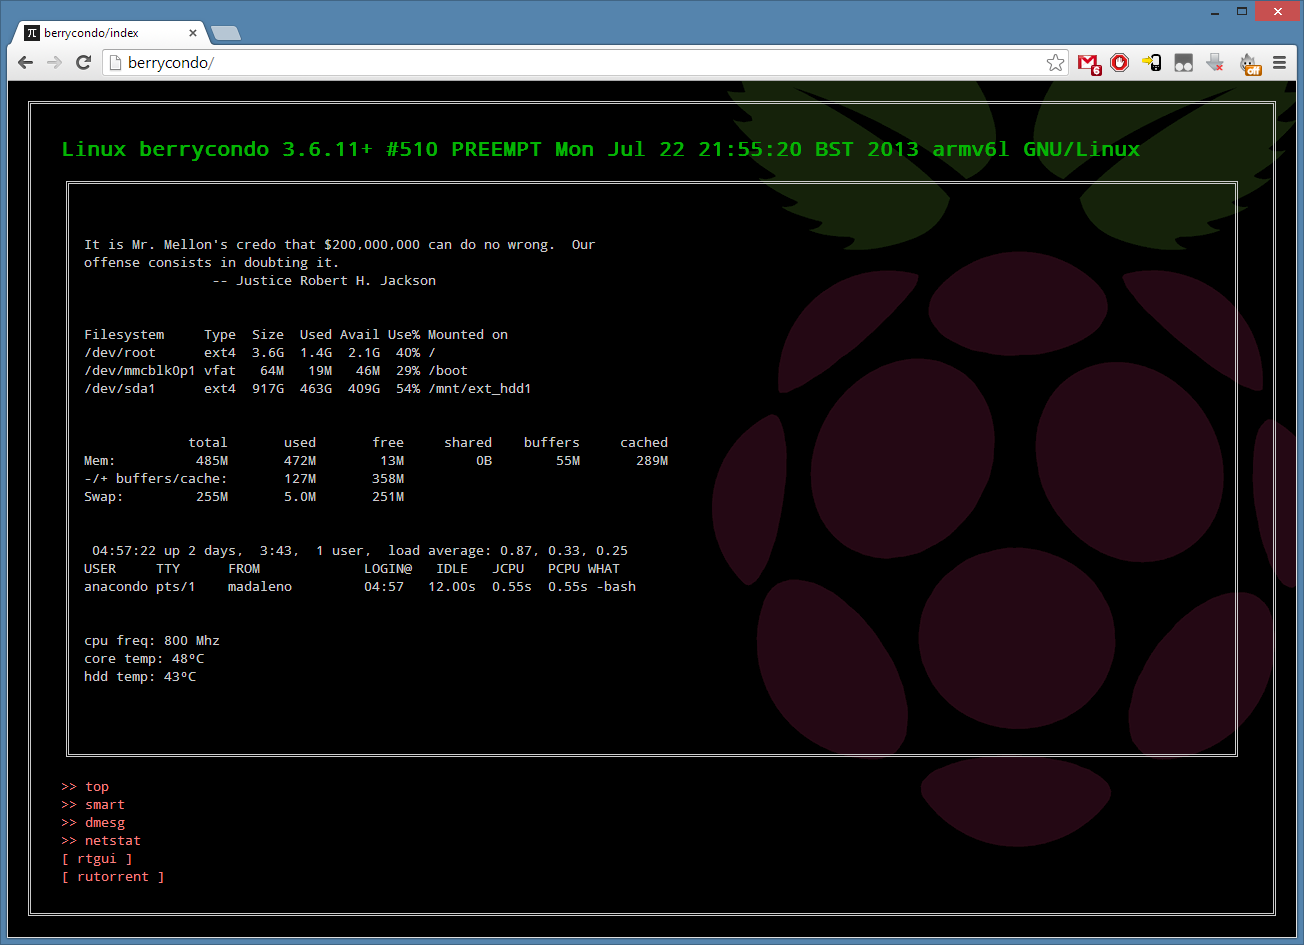 π berrycondo/index
berrycondo/
6
off
Linux berrycondo 3.6.11+ #510 PREEMPT Mon Jul 22 21:55:20 BST 2013 armv6l GNU/Linux
It is Mr. Mellon's credo that $200,000,000 can do no wrong.  Our
offense consists in doubting it.
                -- Justice Robert H. Jackson
Filesystem     Type  Size  Used Avail Use% Mounted on
/dev/root      ext4  3.6G  1.4G  2.1G  40% /
/dev/mmcblk0p1 vfat   64M   19M   46M  29% /boot
/dev/sda1      ext4  917G  463G  409G  54% /mnt/ext_hdd1
             total       used       free     shared    buffers     cached
Mem:          485M       472M        13M         0B        55M       289M
-/+ buffers/cache:       127M       358M
Swap:         255M       5.0M       251M
 04:57:22 up 2 days,  3:43,  1 user,  load average: 0.87, 0.33, 0.25
USER     TTY      FROM             LOGIN@   IDLE   JCPU   PCPU WHAT
anacondo pts/1    madaleno         04:57   12.00s  0.55s  0.55s -bash
cpu freq: 800 Mhz
core temp: 48ºC
hdd temp: 43ºC
>> top
>> smart
>> dmesg
>> netstat
[ rtgui ]
[ rutorrent ]